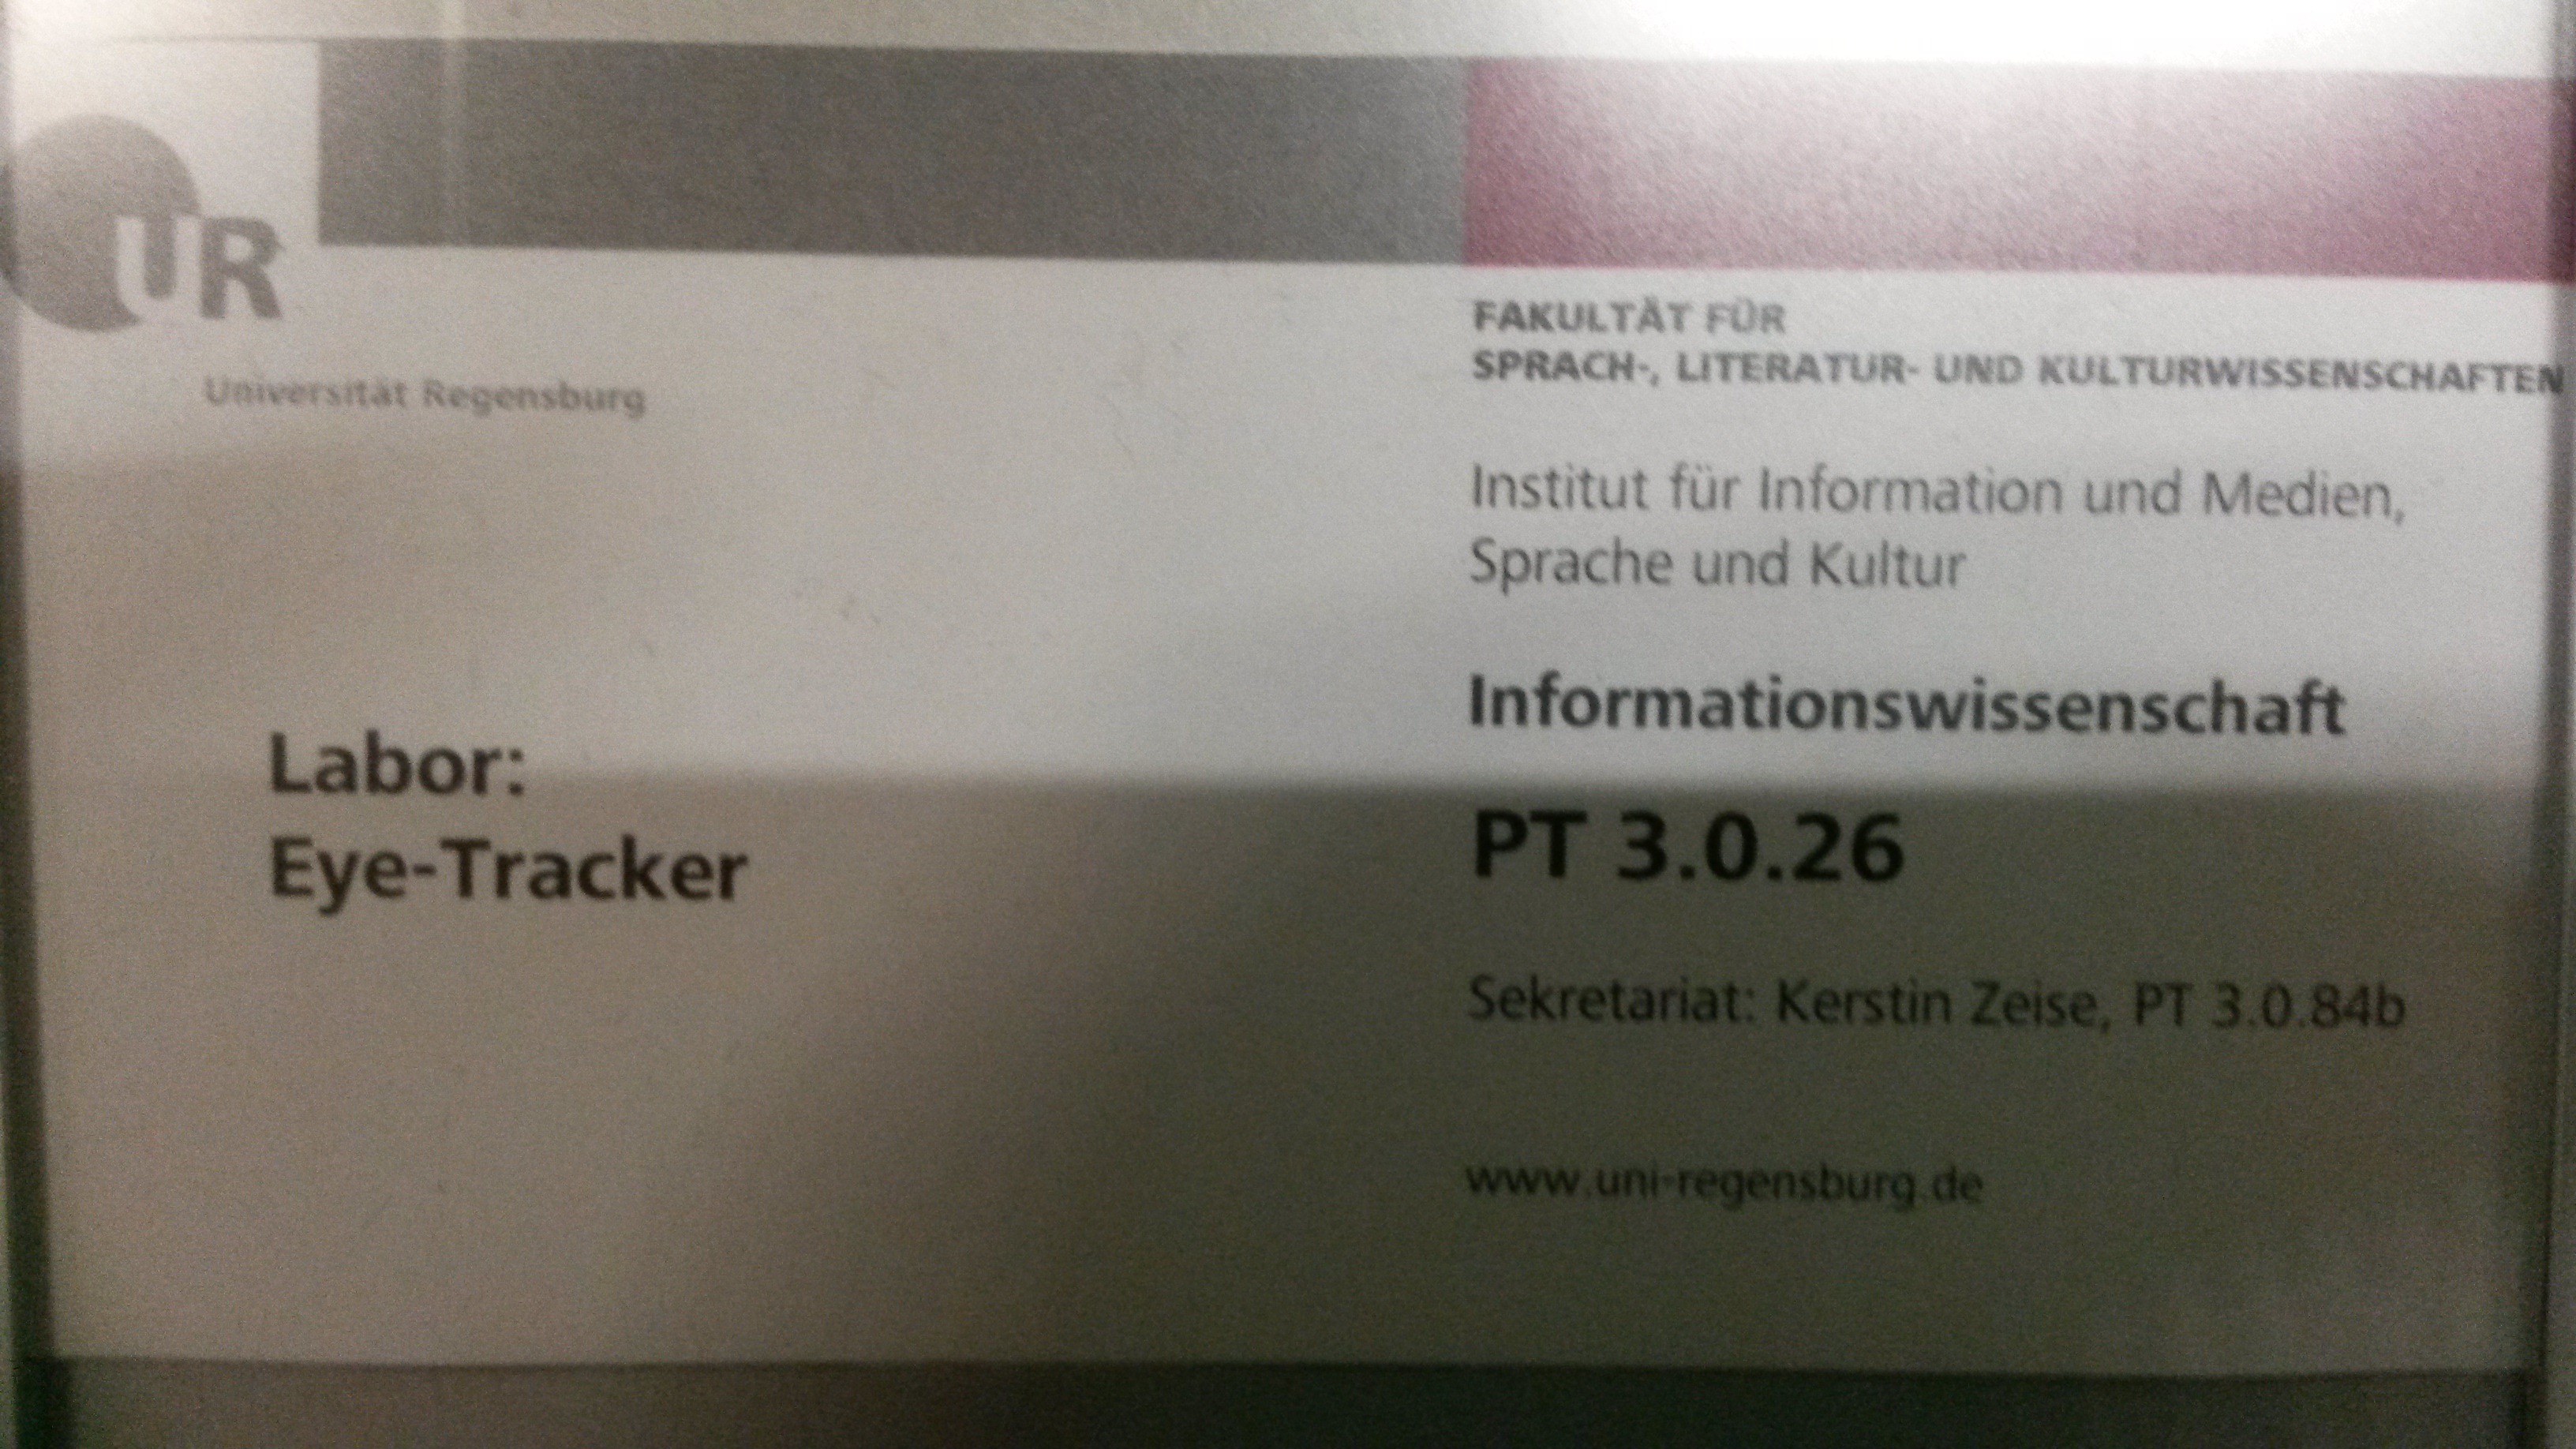 UR
Universität Regensburg
Labor:
Eye-Tracker
FAKULTÄT FÜR
SPRACH-, LITERATUR- UND KULTURWISSENSCHAFTEN
Institut für Information und Medien,
Sprache und Kultur
Informationswissenschaft
PT 3.0.26
Sekretariat: Kerstin Zeise, PT 3.0.84b
www.uni-regensburg.de